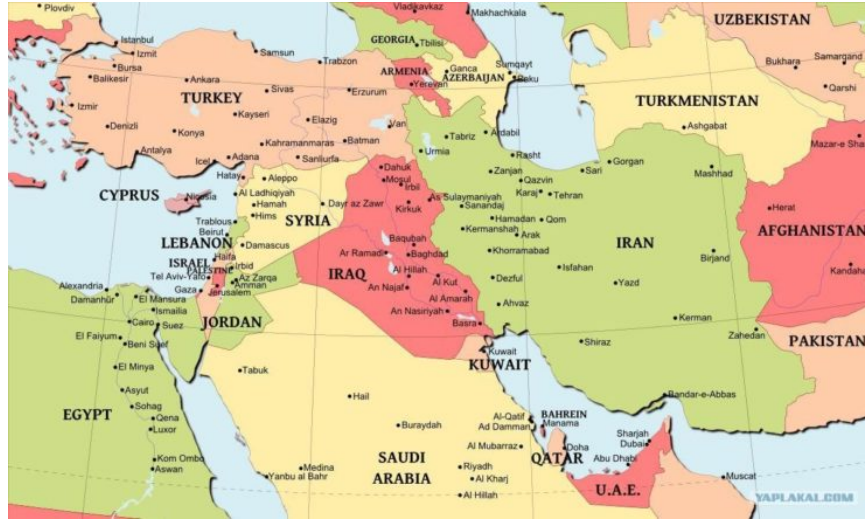 Plovdiv
Vladikavkaz
Makhachkala
UZBEKISTAN
Istanbul
Izmit
Bursa
Balikesir
Samsun
Trabzon
GEORGIA
Tbilisi
Ganca
Sumqayt
Baku
AZERBAIJAN
ARMENIA
Yerevan
Bukhara
Samarqand
Qarshi
Ankara
TURKEY
Sivas
Erzurum
TURKMENISTAN
Izmir
Kayseri
Elazig
Van
Tabriz
Ardabil
Ashgabat
Denizli
Konya
Kahramanmaras
Batman
Mazar-e Sha
Antalya
Icel
Adana
Sanliurfa
Urmia
Rasht
Gorgan
Hatay
Aleppo
Dahuk
Mosul
Irbil
Zanjan
Qazvin
Sari
Mashhad
CYPRUS
Nicosia
Al Ladhiqiyah
Hamah
Hims
Dayr az Zawr
Kirkuk
As Sulaymaniyah
Sanandaj
Karaj
Tehran
Herat
SYRIA
Trablous
Beirut
Hamadan
Qom
Kermanshah
Arak
AFGHANISTAN
LEBANON
Damascus
Baqubah
Baghdad
Ar Ramadi
Khorramabad
IRAN
Birjand
Haifa
ISRAEL
PALESTINE
Irbid
Az Zarqa
Amman
Tel Aviv-Yafo
Jerusalem
Gaza
IRAQ
Al Hillah
An Najaf
Al Kut
Al Amarah
Dezful
Isfahan
Yazd
Kandaha
Alexandria
Damanhūr
El Mansura
Ismailia
Cairo
Suez
An Nasiriyah
Ahvaz
Basra
JORDAN
Kerman
Zahedan
El Faiyum
Beni Suef
Kuwait
KUWAIT
Shiraz
PAKISTAN
El Minya
Tabuk
Asyut
Hail
Bandar-e-Abbas
EGYPT
Sohag
Qena
Luxor
Buraydah
Al-Qatif
Ad Damman
BAHREIN
Manama
Sharjah
Dubai
Al Mubarraz
Doha
Kom Ombo
Aswan
SAUDI
ARABIA
QATAR
Abu Dhabi
Medina
Yanbu al Bahr
Riyadh
Al Kharj
Al Hillah
U.A.E.
Muscat
YAPLAKAL.COM